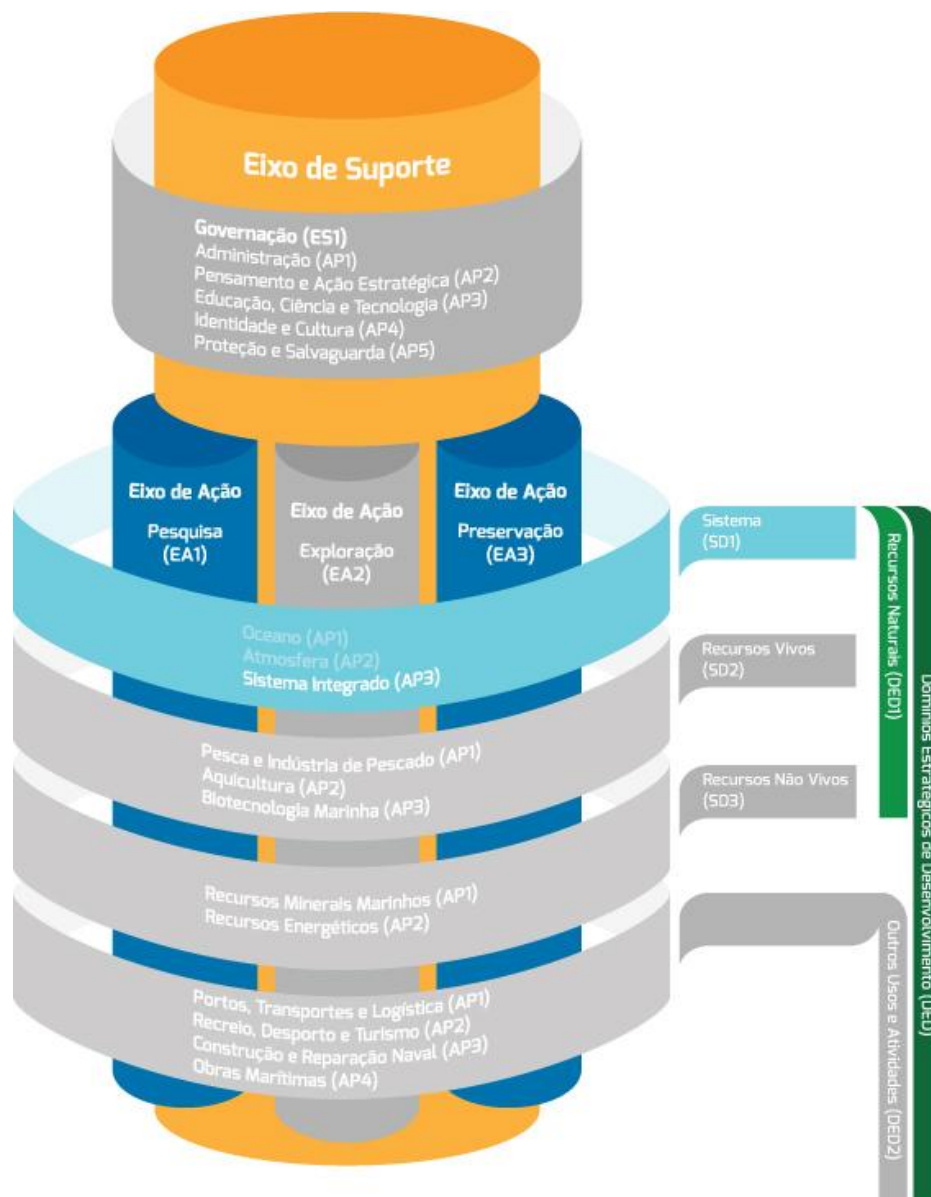 Eixo de Suporte
Governação (ES1)
Administração (AP1)
Pensamento e Ação Estratégica (AP2)
Educação, Ciência e Tecnologia (AP3)
Identidade e Cultura (AP4)
Proteção e Salvaguarda (AP5)
Eixo de Ação
Pesquisa
(EA1)
Eixo de Ação
Exploração
(EA2)
Eixo de Ação
Preservação
(EA3)
Oceano (AP1)
Atmosfera (AP2)
Sistema Integrado (AP3)
Sistema
(SD1)
Pesca e Indústria de Pescado (AP1)
Aquicultura (AP2)
Biotecnologia Marinha (AP3)
Recursos Vivos
(SD2)
Recursos Minerais Marinhos (AP1)
Recursos Energéticos (AP2)
Recursos Não Vivos
(SD3)
Portos, Transportes e Logística (AP1)
Recreio, Desporto e Turismo (AP2)
Construção e Reparação Naval (AP3)
Obras Marítimas (AP4)
Recursos Naturais (DED1)
Outros Usos e Atividades (DED2)
Domínios Estratégicos de Desenvolvimento (DED)